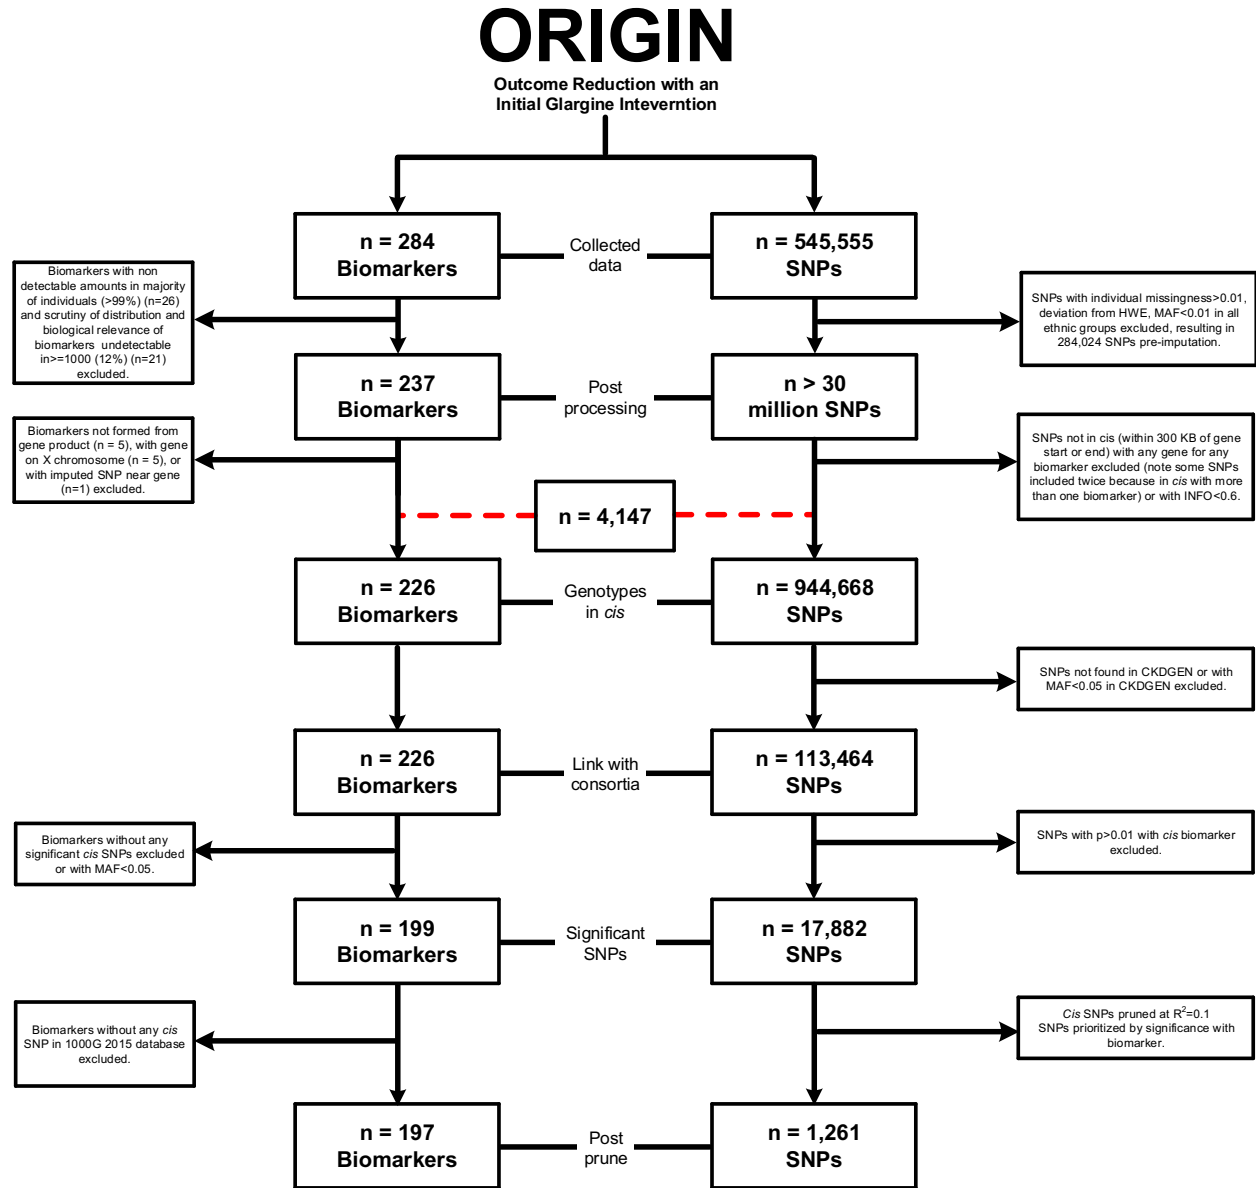 ORIGIN
Outcome Reduction with an
Initial Glargine Inteverntion
n = 284
Biomarkers
Collected
data
n = 545,555
SNPs
Biomarkers with non
detectable amounts in majority
of individuals (>99%) (n=26)
and scrutiny of distribution and
biological relevance of
biomarkers undetectable
in>=1000 (12%) (n=21)
excluded.
SNPs with individual missingness>0.01,
deviation from HWE, MAF<0.01 in all
ethnic groups excluded, resulting in
284,024 SNPs pre-imputation.
n = 237
Biomarkers
Post
processing
n > 30
million SNPs
Biomarkers not formed from
gene product (n = 5), with gene
on X chromosome (n = 5), or
with imputed SNP near gene
(n=1) excluded.
SNPs not in cis (within 300 KB of gene
start or end) with any gene for any
biomarker excluded (note some SNPs
included twice because in cis with more
than one biomarker) or with INFO<0.6.
n = 4,147
n = 226
Biomarkers
Genotypes
in cis
n = 944,668
SNPs
SNPs not found in CKDGEN or with
MAF<0.05 in CKDGEN excluded.
n = 226
Biomarkers
Link with
consortia
n = 113,464
SNPs
Biomarkers without any
significant cis SNPs excluded
or with MAF<0.05.
SNPs with p>0.01 with cis biomarker
excluded.
n = 199
Biomarkers
Significant
SNPs
n = 17,882
SNPs
Biomarkers without any cis
SNP in 1000G 2015 database
excluded.
Cis SNPs pruned at R²=0.1
SNPs prioritized by significance with
biomarker.
n = 197
Biomarkers
Post
prune
n = 1,261
SNPs